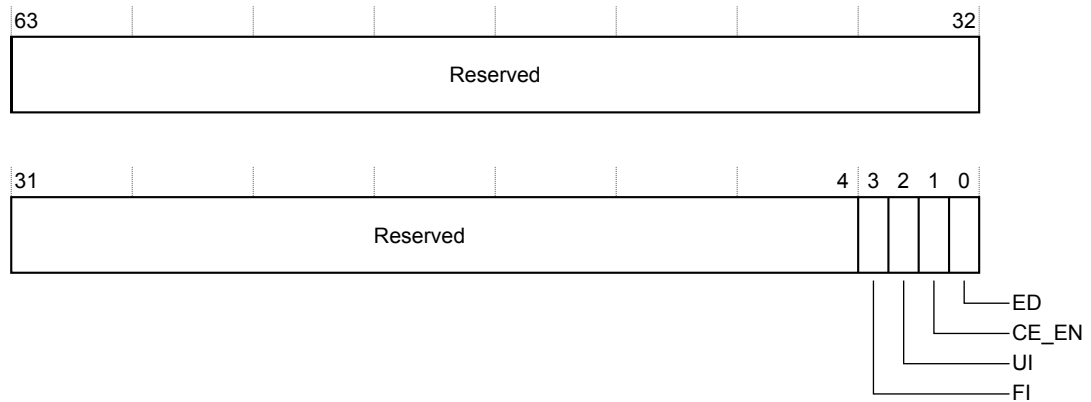 63 32
Reserved
31 4 3 2 1 0
Reserved
ED
CE_EN
UI
FI